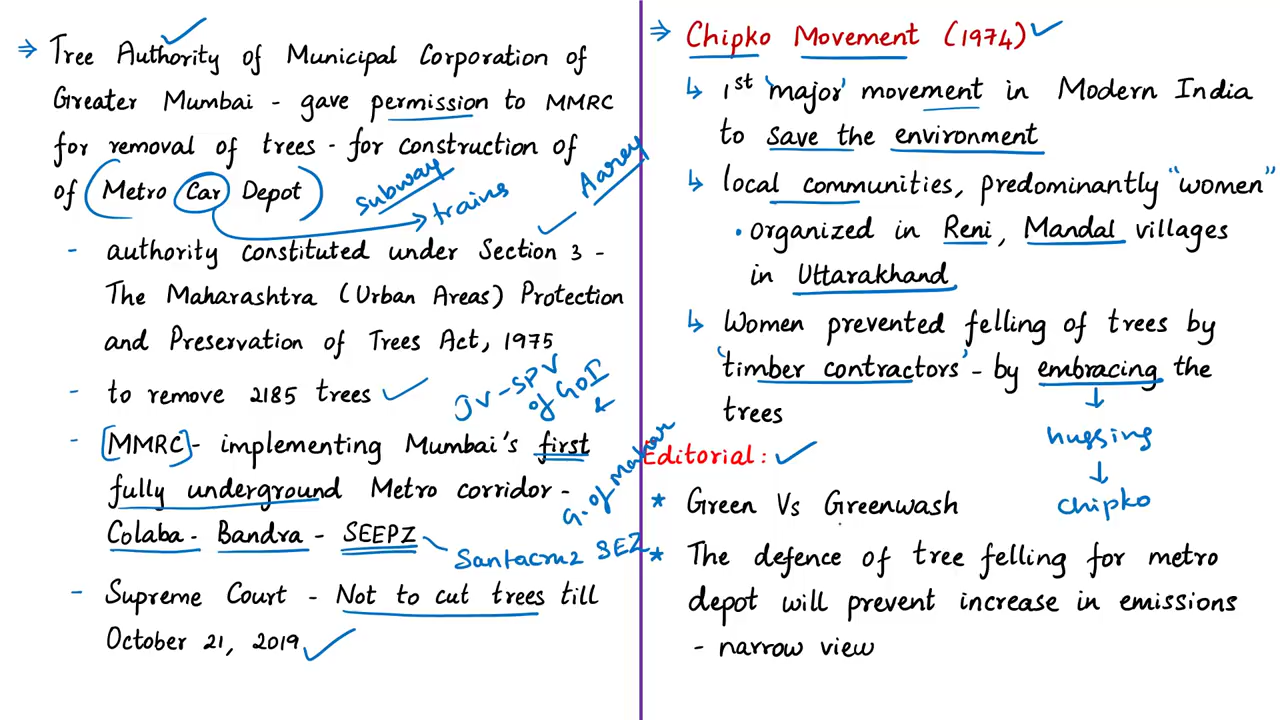 ⇒ Tree Authority of Municipal Corporation of
Greater Mumbai - gave permission to MMRC
for removal of trees - for construction of
of (Metro Car Depot)
subway
→ trains
Aarey
- authority constituted under Section 3 -
The Maharashtra (Urban Areas) Protection
and Preservation of Trees Act, 1975
- to remove 2185 trees
JV - SPV
of GOI
&
G. of Mahar
- [MMRC] - implementing Mumbai's first
fully underground Metro corridor -
Colaba - Bandra - SEEPZ
Santacruz SEZ
- Supreme Court - Not to cut trees till
October 21, 2019
⇒ Chipko Movement (1974)
↳ 1st 'major' movement in Modern India
to save the environment
↳ local communities, predominantly "women"
• organized in Reni, Mandal villages
in Uttarakhand
↳ Women prevented felling of trees by
'timber contractors' - by embracing the
trees
↓
hugging
↓
chipko
Editorial:
* Green Vs Greenwash
* The defence of tree felling for metro
depot will prevent increase in emissions
- narrow view